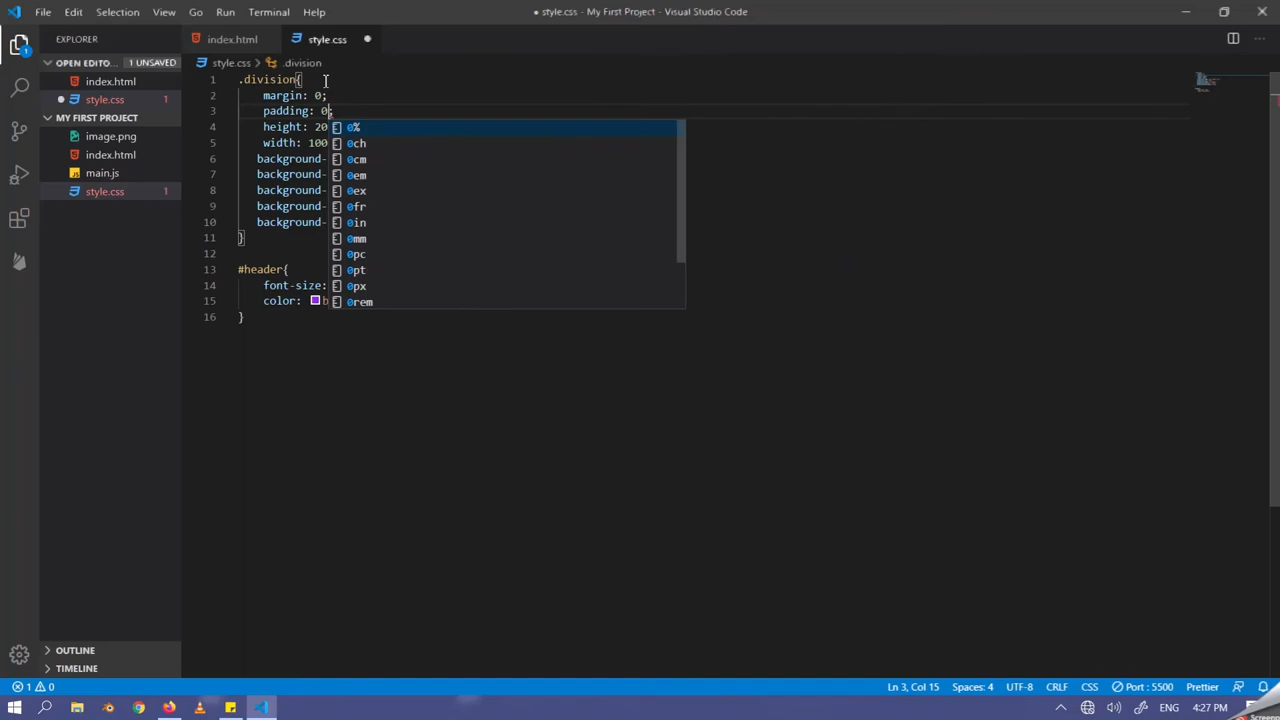 File Edit Selection View Go Run Terminal Help
● style.css - My First Project - Visual Studio Code
EXPLORER
index.html
style.css ●
OPEN EDITO... 1 UNSAVED
index.html
● style.css 1
MY FIRST PROJECT
image.png
index.html
JS main.js
style.css 1
style.css > .division
1 .division{
2 margin: 0;
3 padding: 0;
4 height: 20
5 width: 100
6 background-
7 background-
8 background-
9 background-
10 background-
11 }
12
13 #header{
14 font-size:
15 color: b
16 }
0%
0ch
0cm
0em
0ex
0fr
0in
0mm
0pc
0pt
0px
0rem
OUTLINE
TIMELINE
1 0
Ln 3, Col 15 Spaces: 4 UTF-8 CRLF CSS Port : 5500 Prettier
ENG 4:27 PM